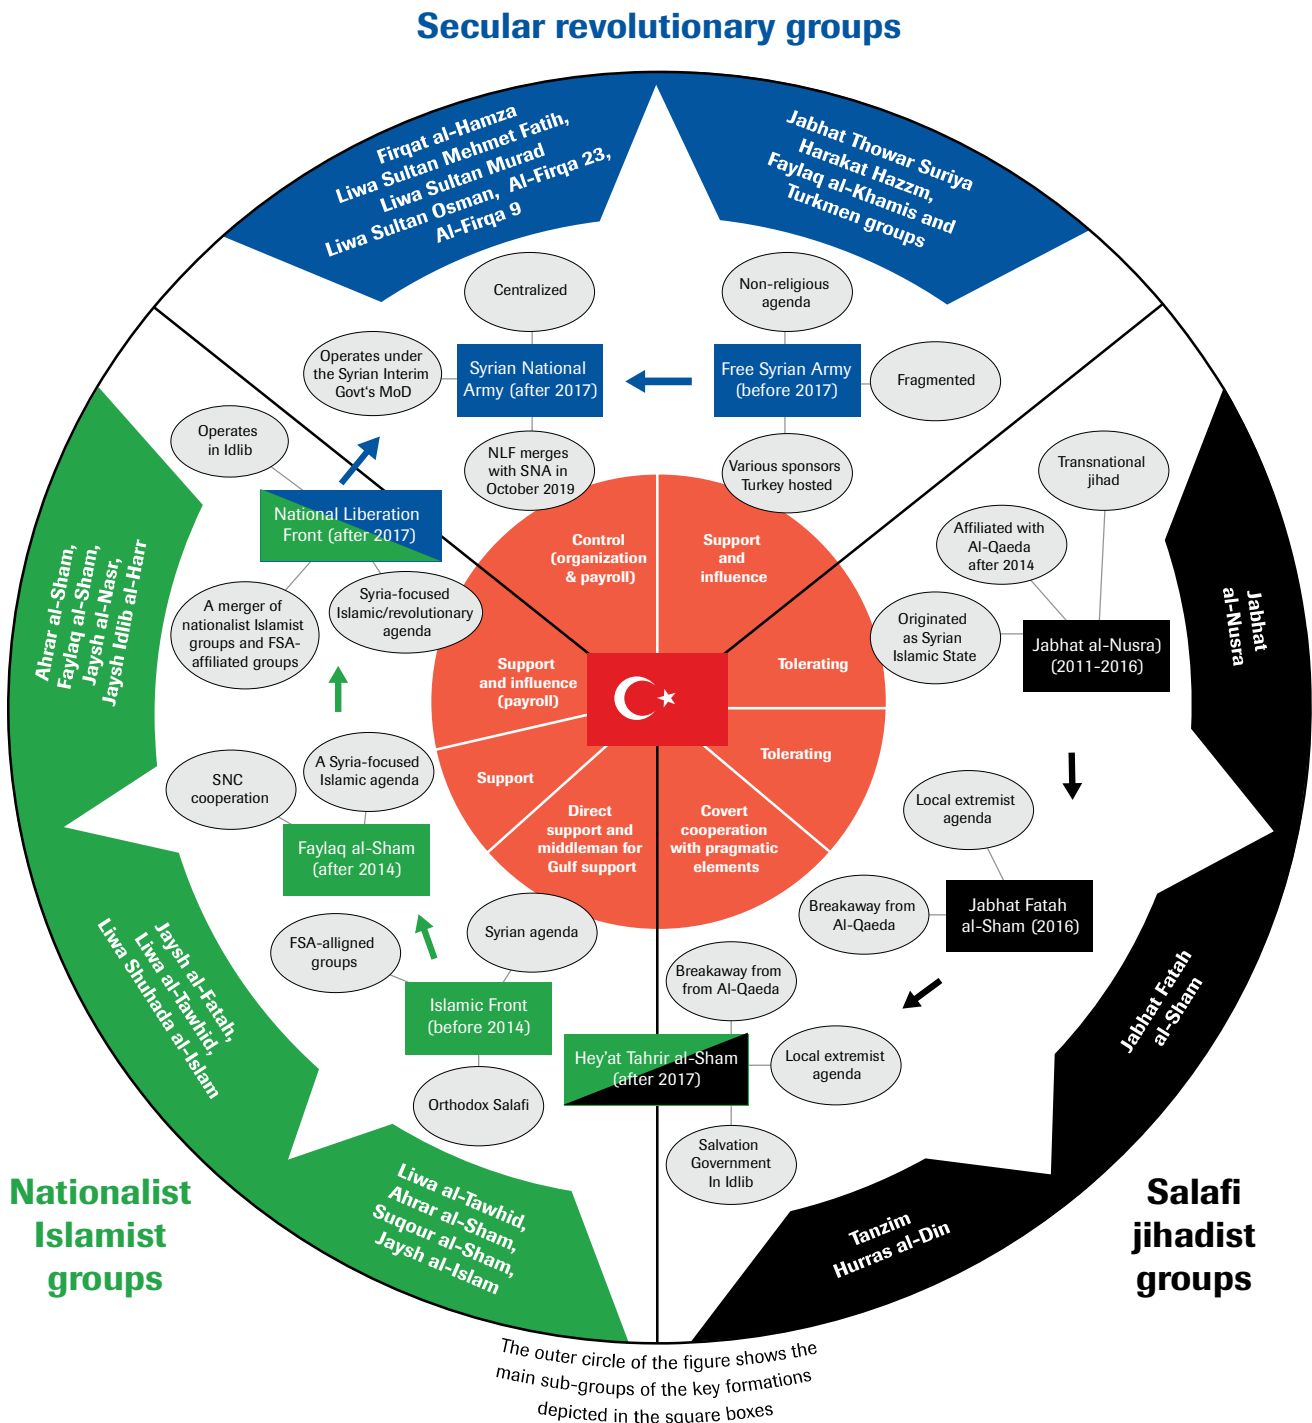 Secular revolutionary groups
Firqat al-Hamza
Liwa Sultan Mehmet Fatih,
Liwa Sultan Murad
Liwa Sultan Osman, Al-Firqa 23,
Al-Firqa 9
Jabhat Thowar Suriya
Harakat Hazzm,
Faylaq al-Khamis and
Turkmen groups
Centralized
Operates under
the Syrian Interim
Govt's MoD
Syrian National
Army (after 2017)
NLF merges
with SNA in
October 2019
Non-religious
agenda
Free Syrian Army
(before 2017)
Fragmented
Various sponsors
Turkey hosted
Operates
in Idlib
National Liberation
Front (after 2017)
A merger of
nationalist Islamist
groups and FSA-
affiliated groups
Syria-focused
Islamic/revolutionary
agenda
Transnational
jihad
Affiliated with
Al-Qaeda
after 2014
Originated
as Syrian
Islamic State
Jabhat al-Nusra)
(2011-2016)
Jabhat
al-Nusra
Ahrar al-Sham,
Faylaq al-Sham,
Jaysh al-Nasr,
Jaysh Idlib al-Harr
Control
(organization
& payroll)
Support
and
influence
Support
and influence
(payroll)
Tolerating
Support
Tolerating
Direct
support and
middleman for
Gulf support
Covert
cooperation
with pragmatic
elements
SNC
cooperation
A Syria-focused
Islamic agenda
Faylaq al-Sham
(after 2014)
Local extremist
agenda
Breakaway from
Al-Qaeda
Jabhat Fatah
al-Sham (2016)
Jabhat Fatah
al-Sham
Jaysh al-Fatah,
Liwa al-Tawhid,
Liwa Shuhada al-Islam
FSA-alligned
groups
Syrian agenda
Islamic Front
(before 2014)
Orthodox Salafi
Breakaway from
from Al-Qaeda
Hey'at Tahrir al-Sham
(after 2017)
Local extremist
agenda
Salvation
Government
In Idlib
Liwa al-Tawhid,
Ahrar al-Sham,
Suqour al-Sham,
Jaysh al-Islam
Tanzim
Hurras al-Din
Nationalist
Islamist
groups
Salafi
jihadist
groups
The outer circle of the figure shows the
main sub-groups of the key formations
depicted in the square boxes